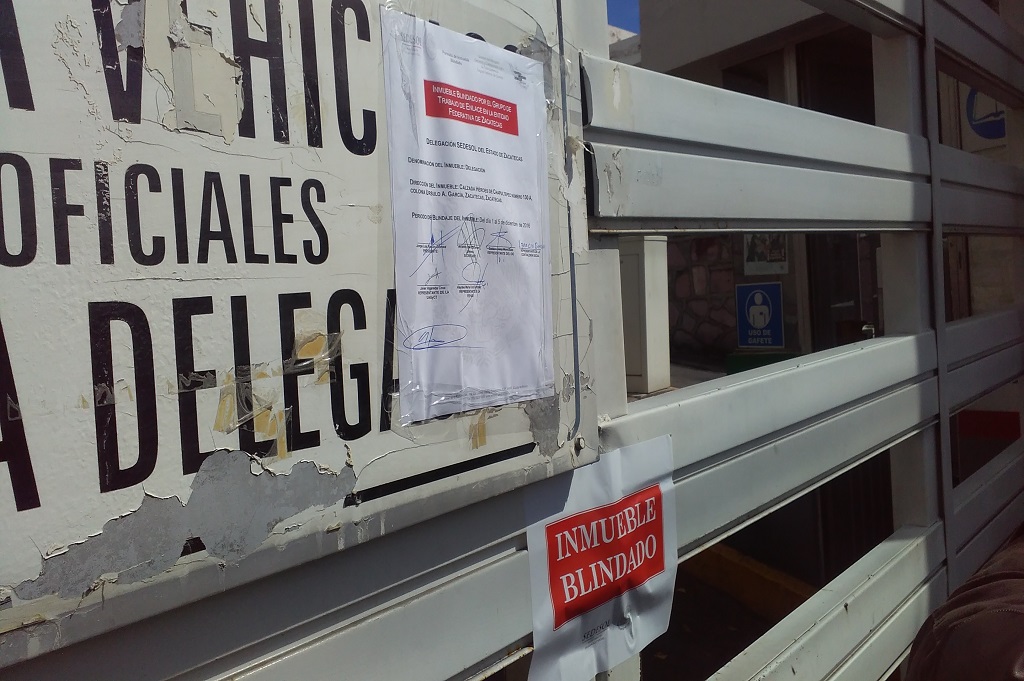 A VEHIC
OFICIALES
A DELEGA
INMUEBLE BLINDADO POR EL GRUPO DE
TRABAJO DE ENLACE EN LA ENTIDAD
FEDERATIVA DE ZACATECAS
DELEGACIÓN SEDESOL DEL ESTADO DE ZACATECAS
DENOMINACIÓN DEL INMUEBLE: DELEGACIÓN
DIRECCIÓN DEL INMUEBLE: CALZADA HÉROES DE CHAPULTEPEC NÚMERO 130 A,
COLONIA ÚRSULO A. GARCÍA, ZACATECAS, ZACATECAS.
PERIODO DE BLINDAJE DEL INMUEBLE: Del día 1 al 5 de diciembre de 2016
INMUEBLE
BLINDADO
SEDESOL
USO DE
GAFETE